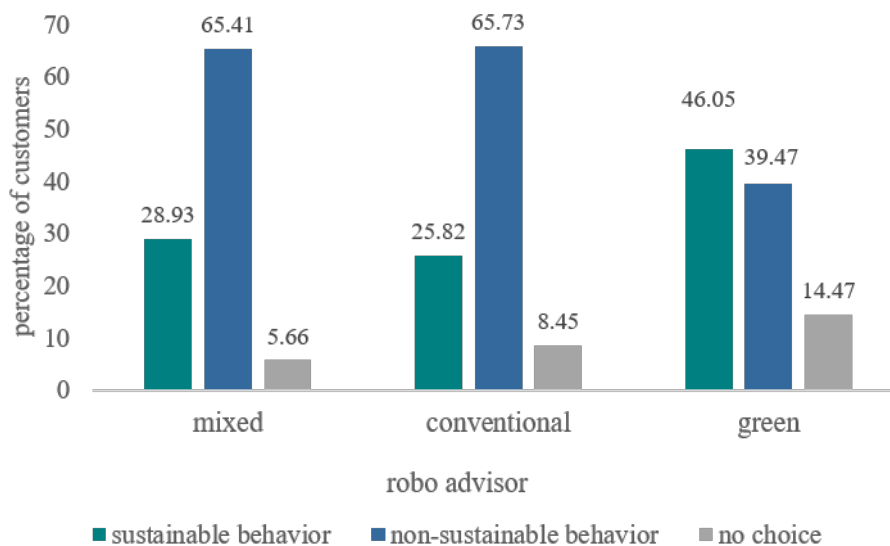 percentage of customers
70
60
50
40
30
20
10
0
28.93
65.41
5.66
25.82
65.73
8.45
46.05
39.47
14.47
mixed
conventional
green
robo advisor
sustainable behavior
non-sustainable behavior
no choice